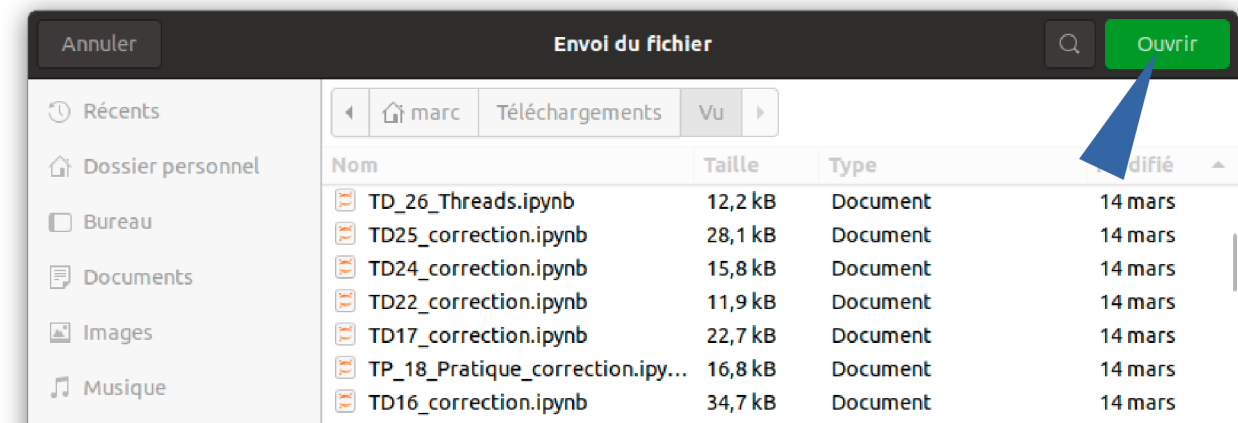 Annuler Envoi du fichier Ouvrir
Récents
Dossier personnel
Bureau
Documents
Images
Musique
marc Téléchargements Vu
Nom Taille Type
TD_26_Threads.ipynb 12,2 kB Document 14 mars
TD25_correction.ipynb 28,1 kB Document 14 mars
TD24_correction.ipynb 15,8 kB Document 14 mars
TD22_correction.ipynb 11,9 kB Document 14 mars
TD17_correction.ipynb 22,7 kB Document 14 mars
TP_18_Pratique_correction.ipy... 16,8 kB Document 14 mars
TD16_correction.ipynb 34,7 kB Document 14 mars